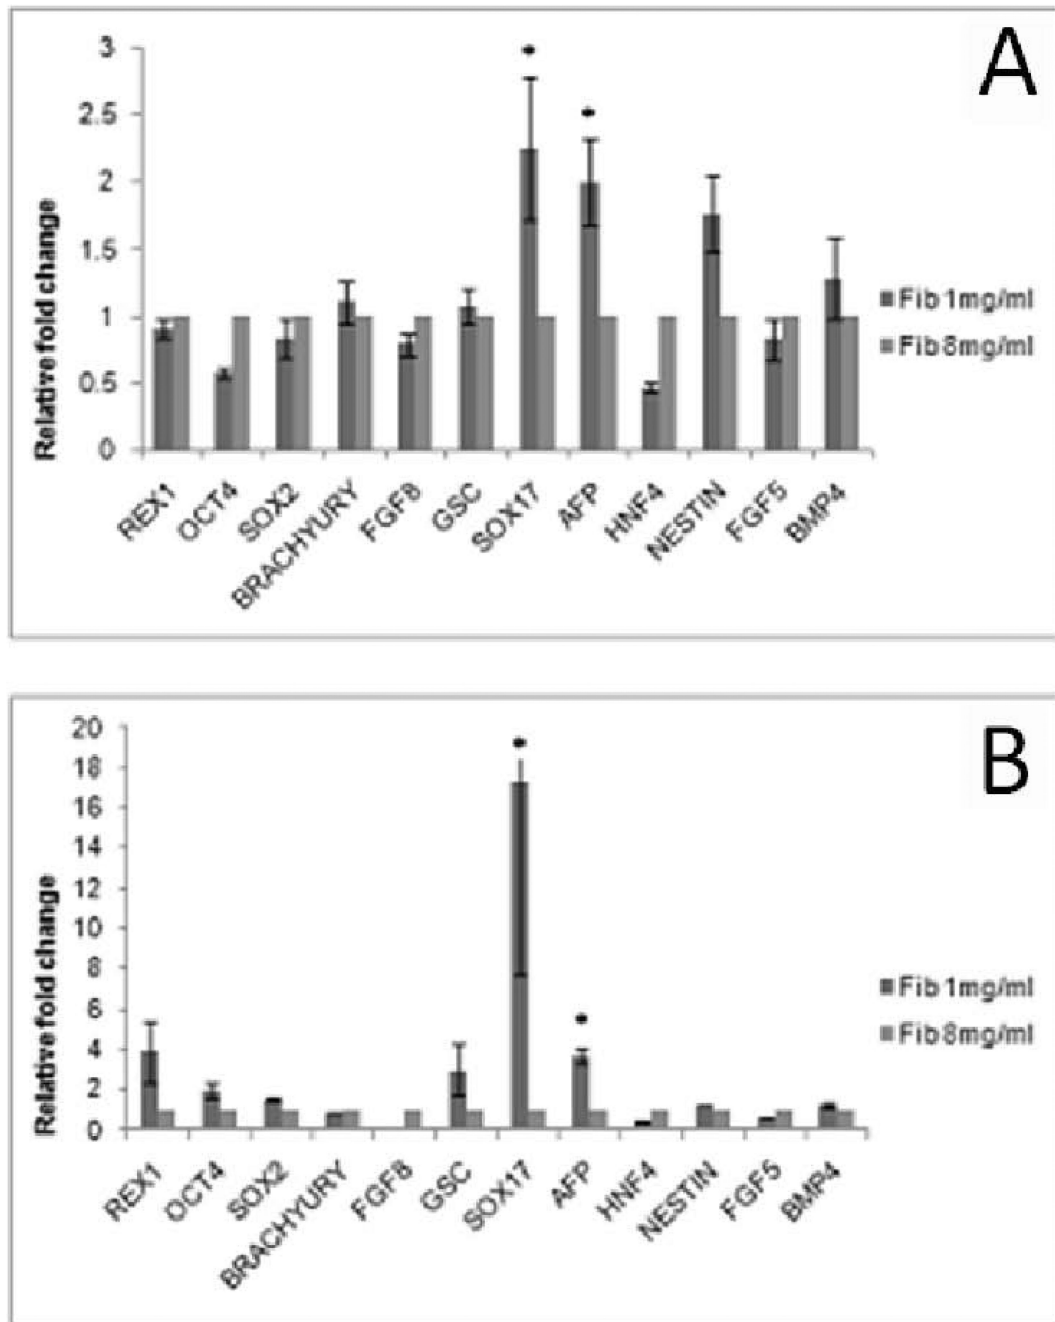 A
3
2.5
2
1.5
1
0.5
0
Relative fold change
REX1
OCT4
SOX2
BRACHYURY
FGF8
GSC
SOX17
AFP
HNF4
NESTIN
FGF5
BMP4
Fib 1mg/ml
Fib 8mg/ml
B
20
18
16
14
12
10
8
6
4
2
0
Relative fold change
REX1
OCT4
SOX2
BRACHYURY
FGF8
GSC
SOX17
AFP
HNF4
NESTIN
FGF5
BMP4
Fib 1mg/ml
Fib 8mg/ml